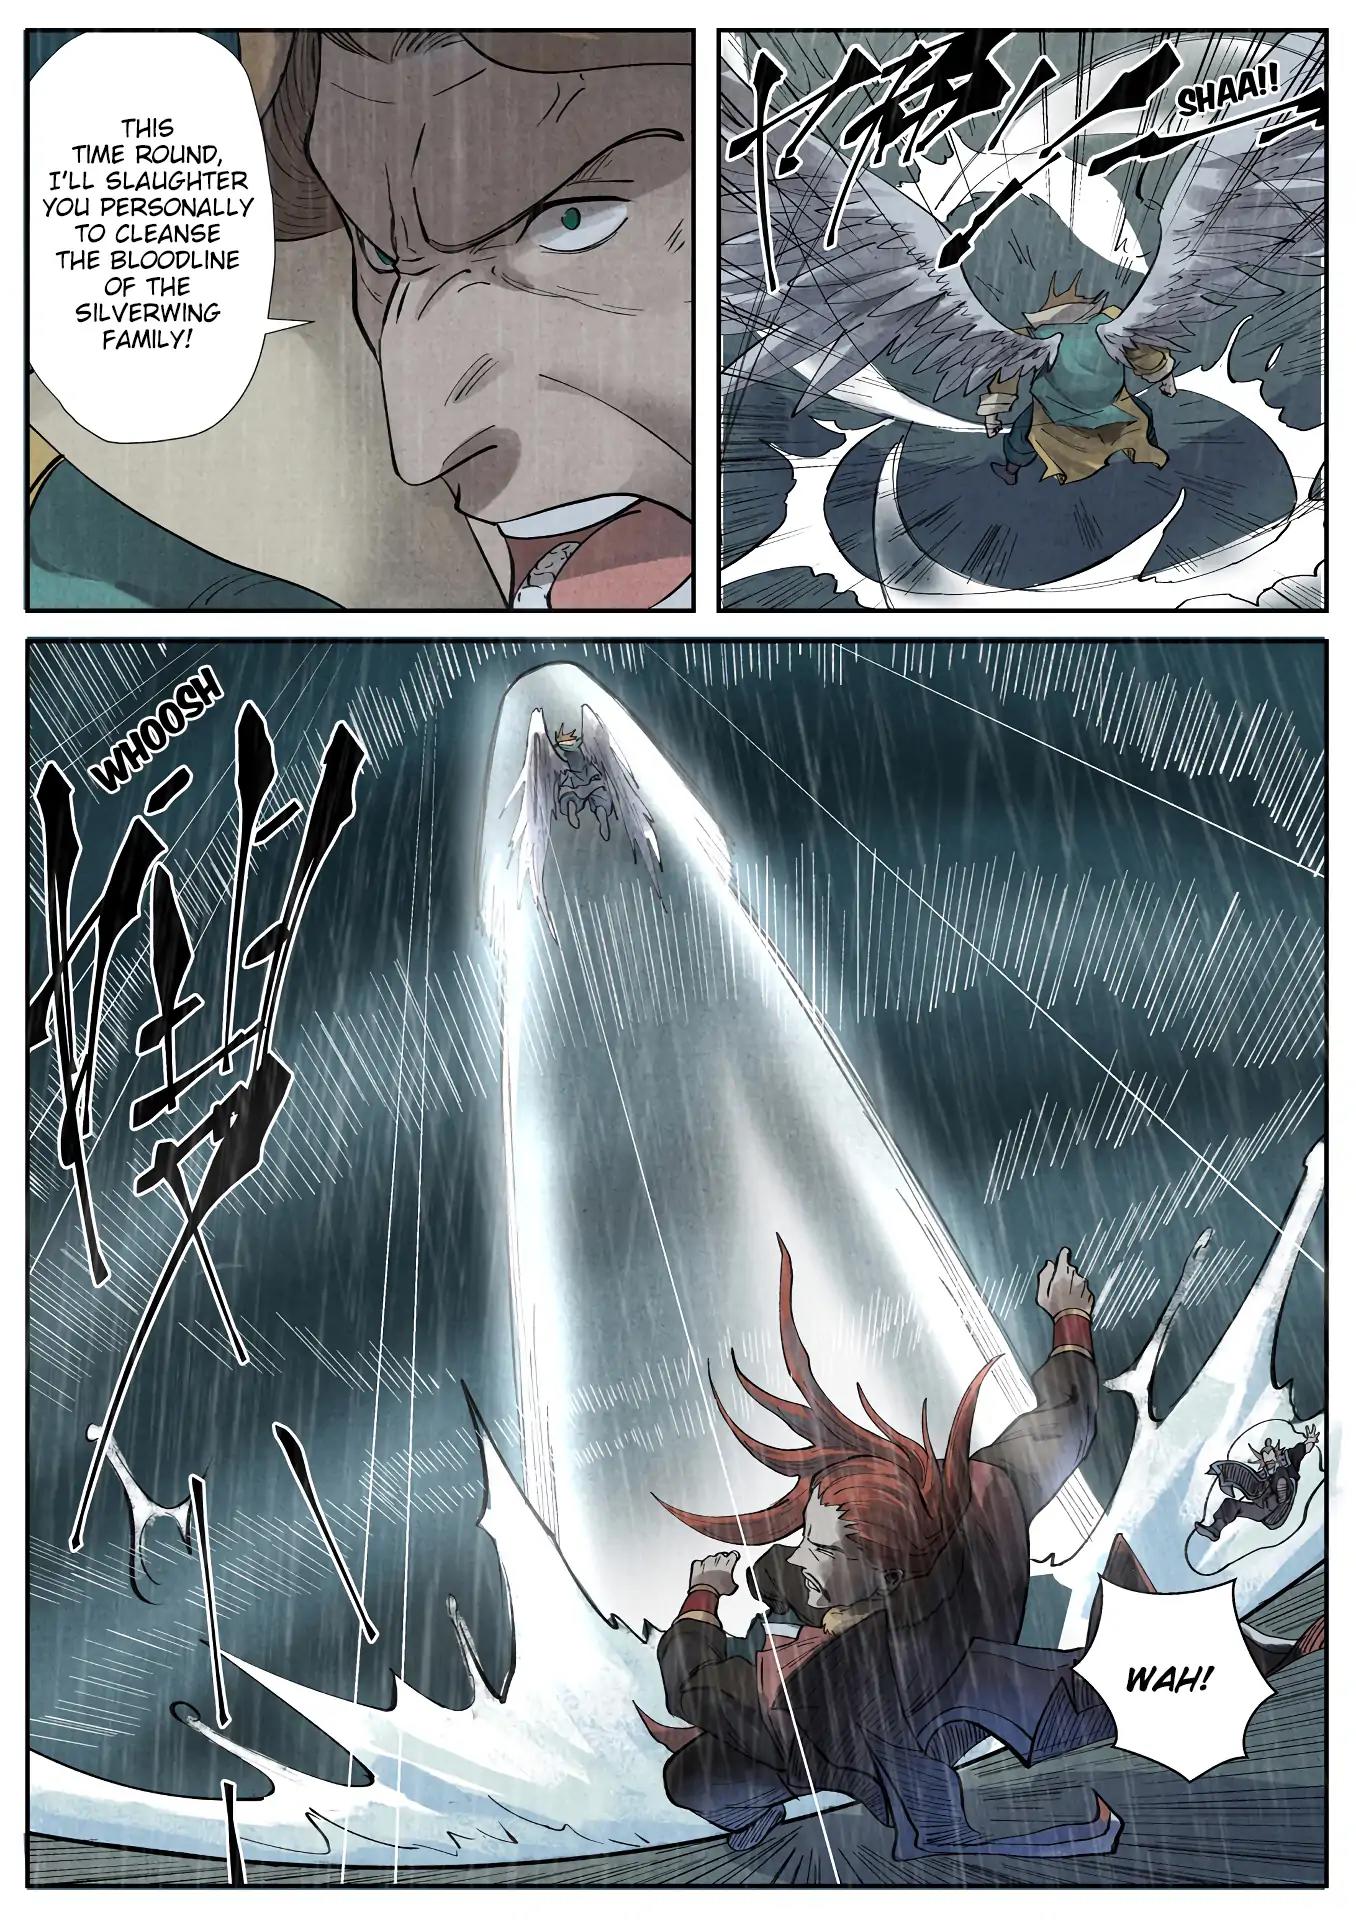 THIS
TIME ROUND,
I'LL SLAUGHTER
YOU PERSONALLY
TO CLEANSE
THE BLOODLINE
OF THE
SILVERWING
FAMILY!
SHAA!!
WHOOSH
WAH!